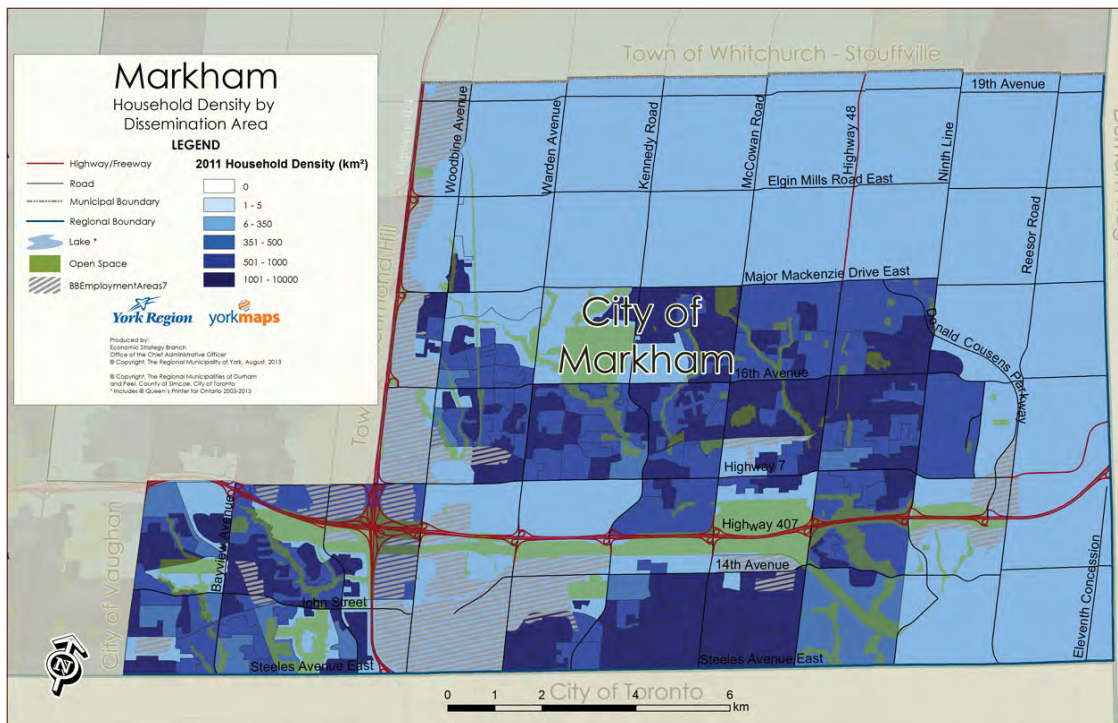 Town of Whitchurch - Stouffville
Markham
Household Density by
Dissemination Area
LEGEND
Highway/Freeway
Road
Municipal Boundary
Regional Boundary
Lake *
Open Space
BBEmploymentAreas7
2011 Household Density (km²)
0
1 - 5
6 - 350
351 - 500
501 - 1000
1001 - 10000
York Region
yorkmaps
Produced by:
Economic Strategy Branch
Office of the Chief Administrative Officer
© Copyright, The Regional Municipality of York, August, 2013
© Copyright, The Regional Municipalities of Durham
and Peel, County of Simcoe, City of Toronto
* Includes © Queen's Printer for Ontario 2003-2013
19th Avenue
Woodbine Avenue
Warden Avenue
Kennedy Road
McCowan Road
Highway 48
Ninth Line
Reesor Road
Elgin Mills Road East
Major Mackenzie Drive East
City of
Markham
Donald Cousens Parkway
16th Avenue
Highway 7
Highway 407
14th Avenue
Bayview Avenue
John Street
Steeles Avenue East
Steeles Avenue East
Eleventh Concession
City of Vaughan
City of Toronto
N
0 1 2 4 6
km